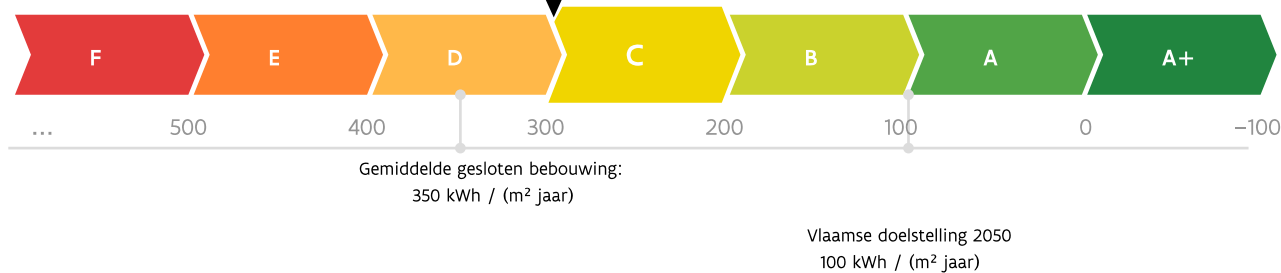 F E D C B A A+
... 500 400 300 200 100 0 −100
Gemiddelde gesloten bebouwing:
350 kWh / (m² jaar)
Vlaamse doelstelling 2050
100 kWh / (m² jaar)